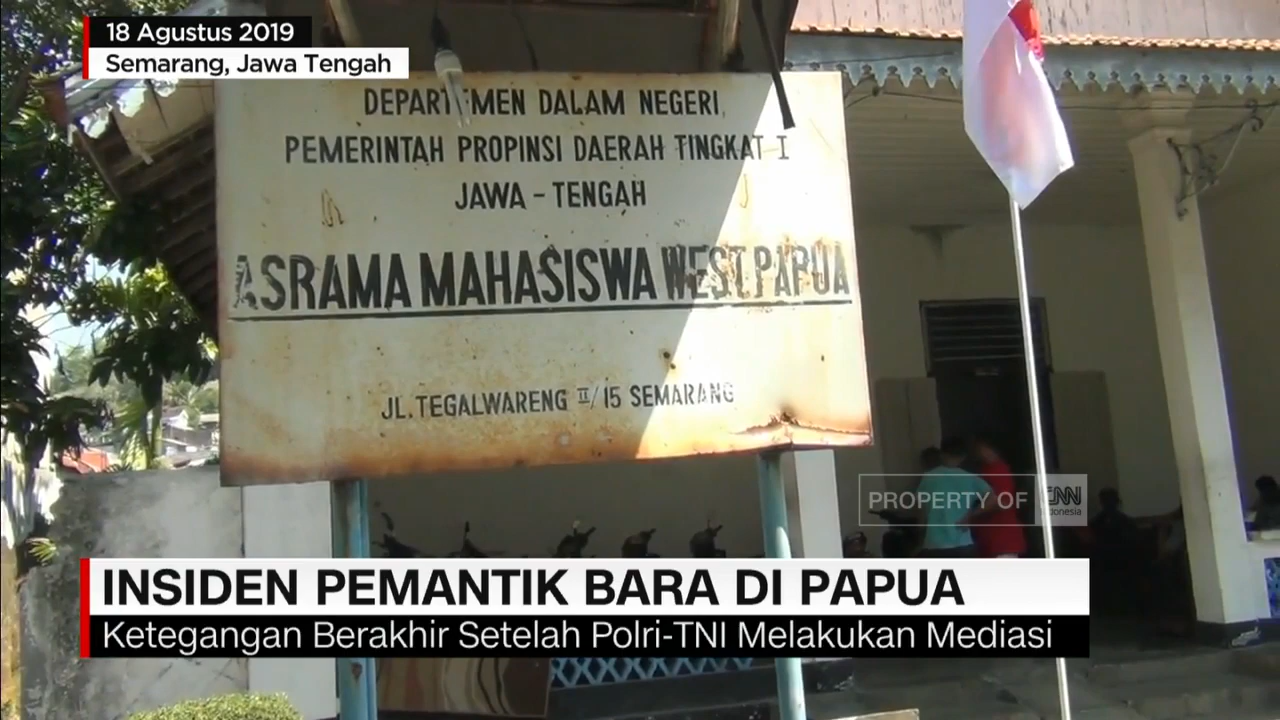 18 Agustus 2019
Semarang, Jawa Tengah
DEPARTEMEN DALAM NEGERI
PEMERINTAH PROPINSI DAERAH TINGKAT I
JAWA - TENGAH
ASRAMA MAHASISWA WEST PAPUA
JL. TEGALWARENG II/15 SEMARANG
PROPERTY OF CNN Indonesia
INSIDEN PEMANTIK BARA DI PAPUA
Ketegangan Berakhir Setelah Polri-TNI Melakukan Mediasi